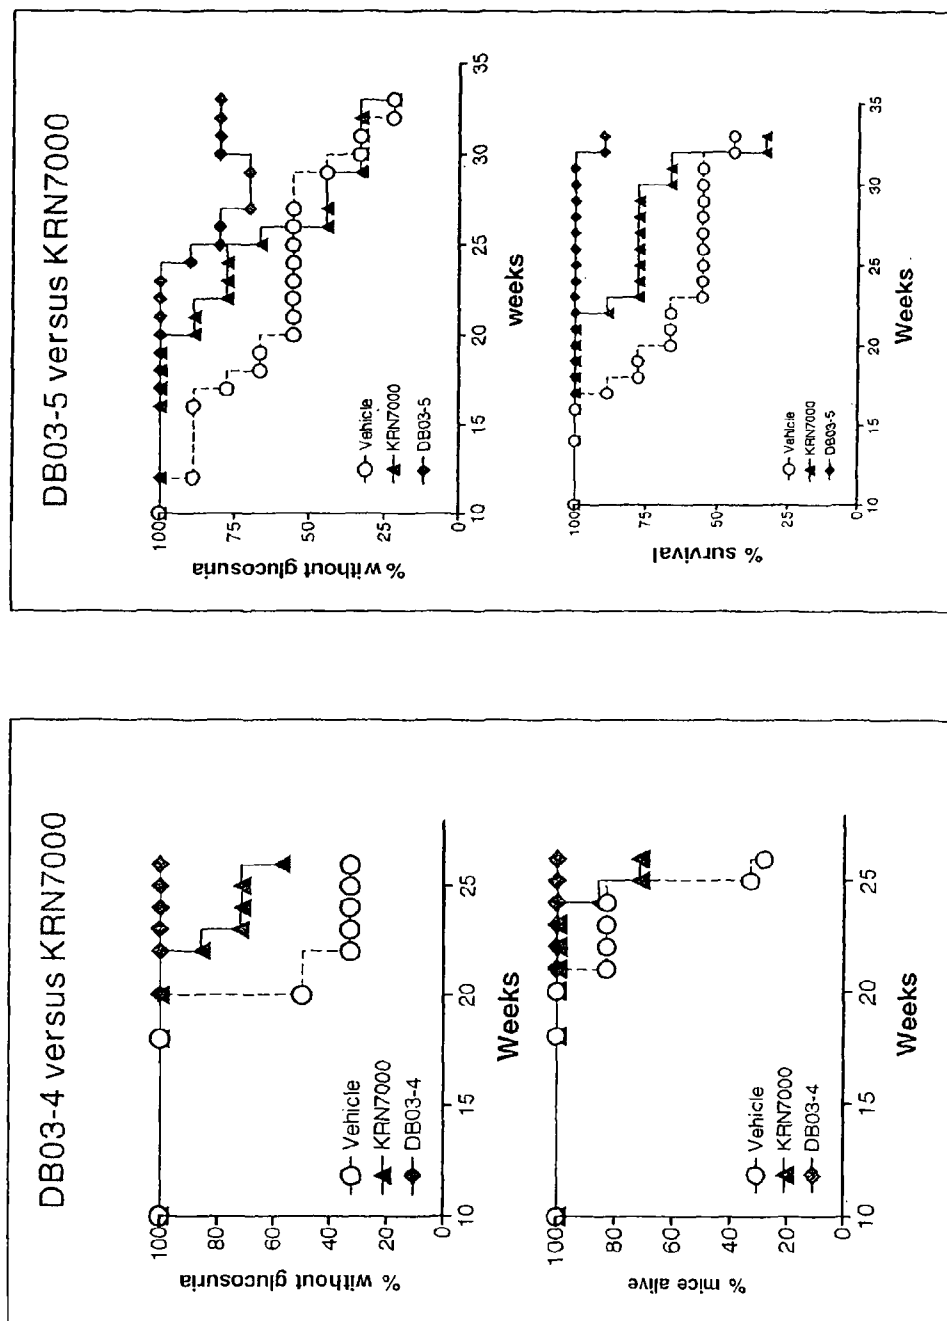 DB03-4 versus KRN7000
% without glucosuria
100
80
60
40
20
0
Vehicle
KRN7000
DB03-4
10
15
20
25
Weeks
% mice alive
100
80
60
40
20
0
Vehicle
KRN7000
DB03-4
10
15
20
25
Weeks
DB03-5 versus KRN7000
% without glucosuria
100
75
50
25
0
Vehicle
KRN7000
DB03-5
10
15
20
25
30
35
weeks
% survival
100
75
50
25
0
Vehicle
KRN7000
DB03-5
10
15
20
25
30
35
Weeks